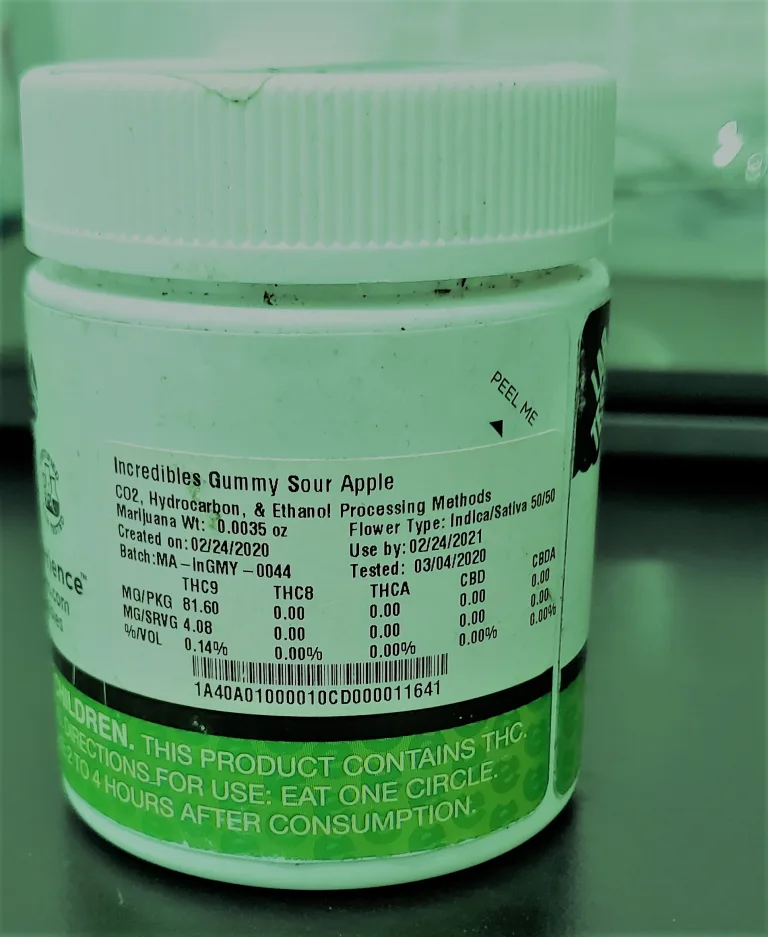 PEEL ME
Incredibles Gummy Sour Apple
CO2, Hydrocarbon, & Ethanol Processing Methods
Marijuana Wt: 0.0035 oz Flower Type: Indica/Sativa 50/50
Created on: 02/24/2020 Use by: 02/24/2021
Batch:MA-InGMY-0044 Tested: 03/04/2020
THC9 THC8 THCA CBD CBDA
MG/PKG 81.60 0.00 0.00 0.00 0.00
MG/SRVG 4.08 0.00 0.00 0.00 0.00
%/VOL 0.14% 0.00% 0.00% 0.00% 0.00%
1A40A01000010CD000011641
CHILDREN. THIS PRODUCT CONTAINS THC.
DIRECTIONS FOR USE: EAT ONE CIRCLE.
TO 4 HOURS AFTER CONSUMPTION.